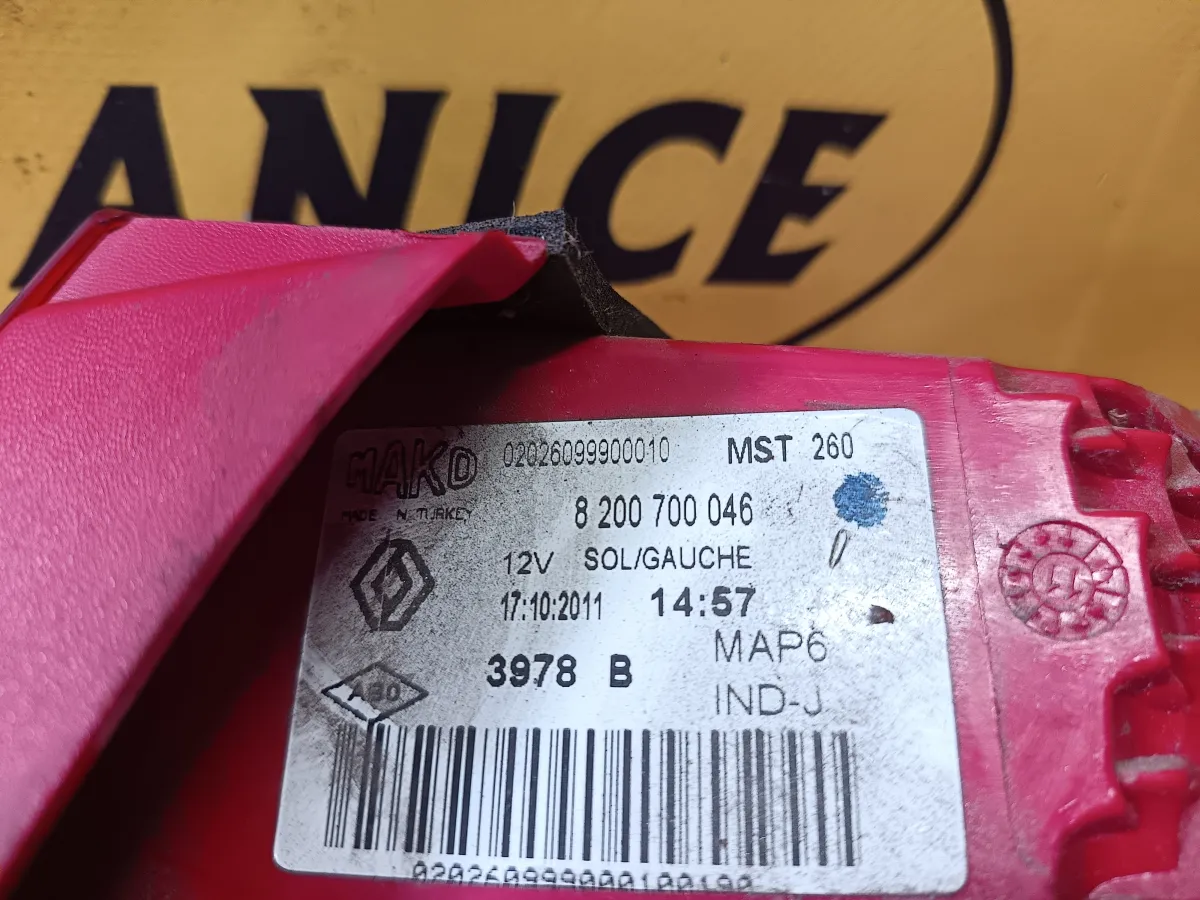 ANICE
MAKO 02026099900010 MST 260
MADE IN TURKEY 8 200 700 046
12V SOL/GAUCHE
17:10:2011 14:57
3978 B MAP6
IND-J